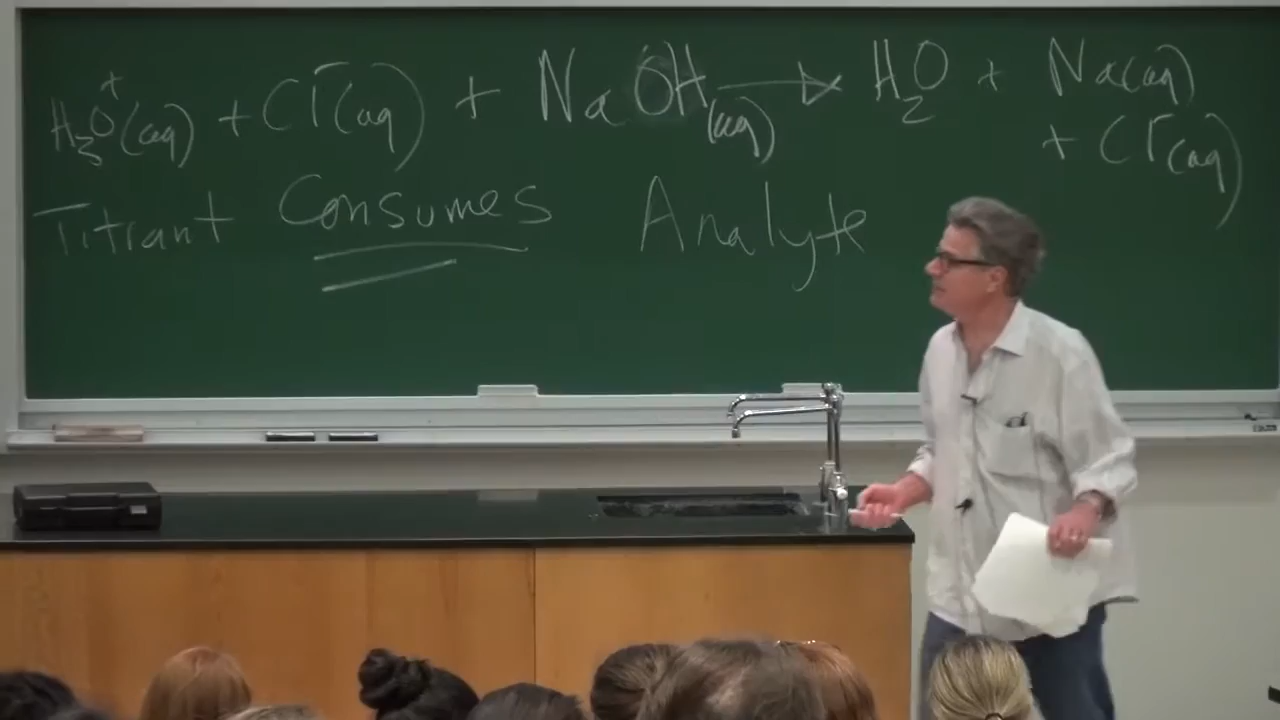 H₃O⁺(aq) + Cl⁻(aq) + NaOH(aq) → H₂O + Na(aq)
+ Cl⁻(aq)
Titrant Consumes Analyte